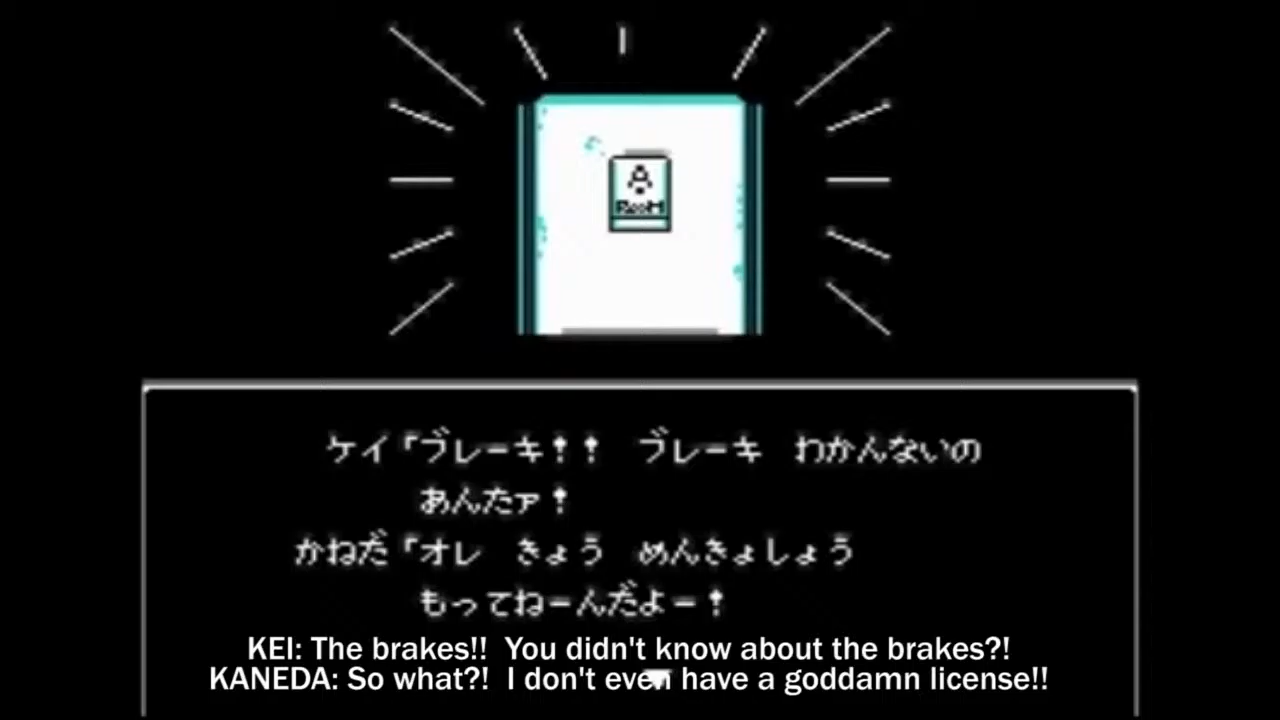 A
RooM
ケイ「ブレーキ!! ブレーキ わかんないの
あんたァ!
かねだ「オレ きょう めんきょしょう
もってねーんだよー!
KEI: The brakes!! You didn't know about the brakes?!
KANEDA: So what?! I don't even have a goddamn license!!